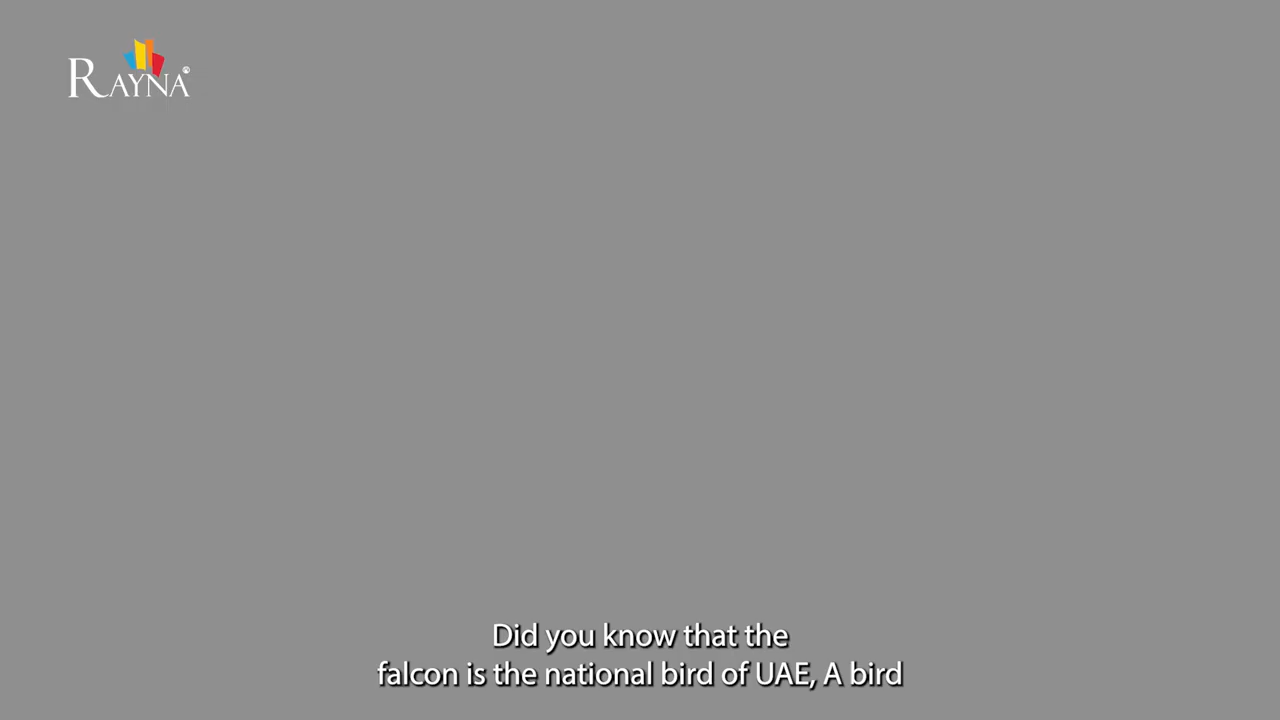 RAYNA
Did you know that the
falcon is the national bird of UAE, A bird